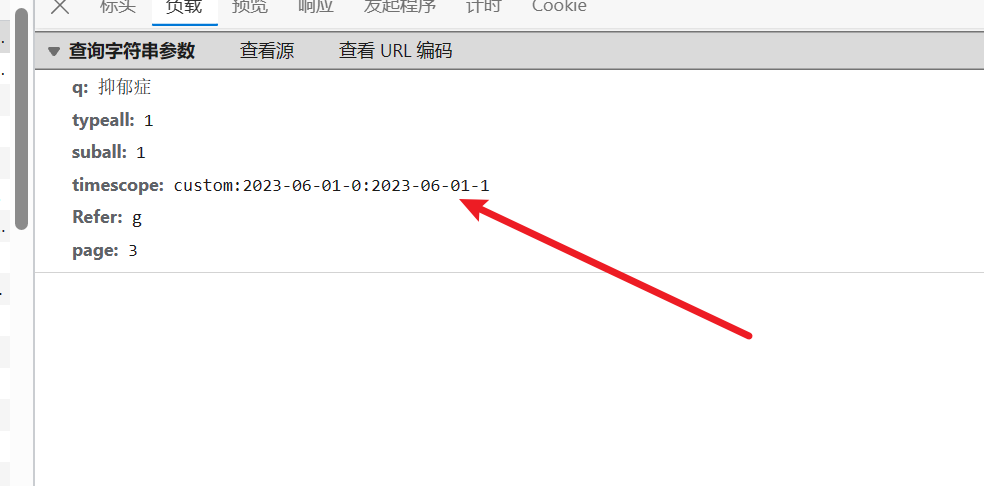 标头 负载 预览 响应 发起程序 计时 Cookie
查询字符串参数 查看源 查看 URL 编码
q: 抑郁症
typeall: 1
suball: 1
timescope: custom:2023-06-01-0:2023-06-01-1
Refer: g
page: 3